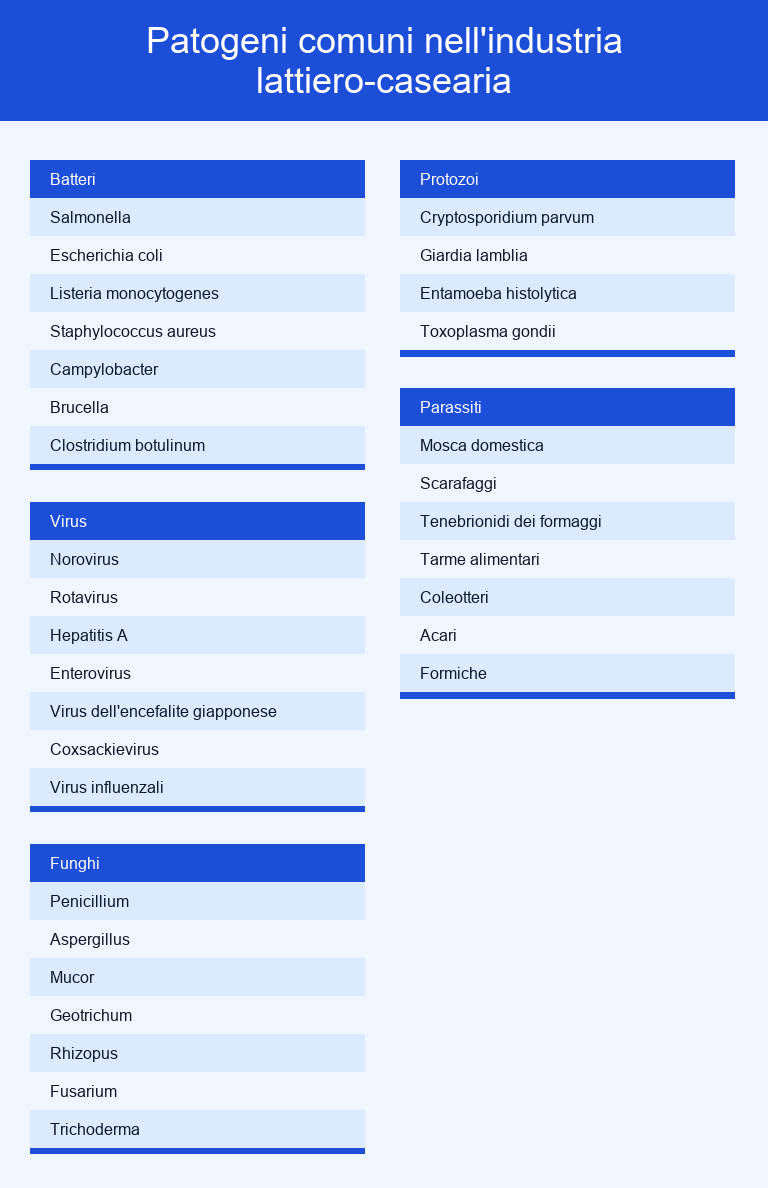 Patogeni comuni nell'industria
lattiero-casearia
Batteri
Salmonella
Escherichia coli
Listeria monocytogenes
Staphylococcus aureus
Campylobacter
Brucella
Clostridium botulinum
Virus
Norovirus
Rotavirus
Hepatitis A
Enterovirus
Virus dell'encefalite giapponese
Coxsackievirus
Virus influenzali
Funghi
Penicillium
Aspergillus
Mucor
Geotrichum
Rhizopus
Fusarium
Trichoderma
Protozoi
Cryptosporidium parvum
Giardia lamblia
Entamoeba histolytica
Toxoplasma gondii
Parassiti
Mosca domestica
Scarafaggi
Tenebrionidi dei formaggi
Tarme alimentari
Coleotteri
Acari
Formiche